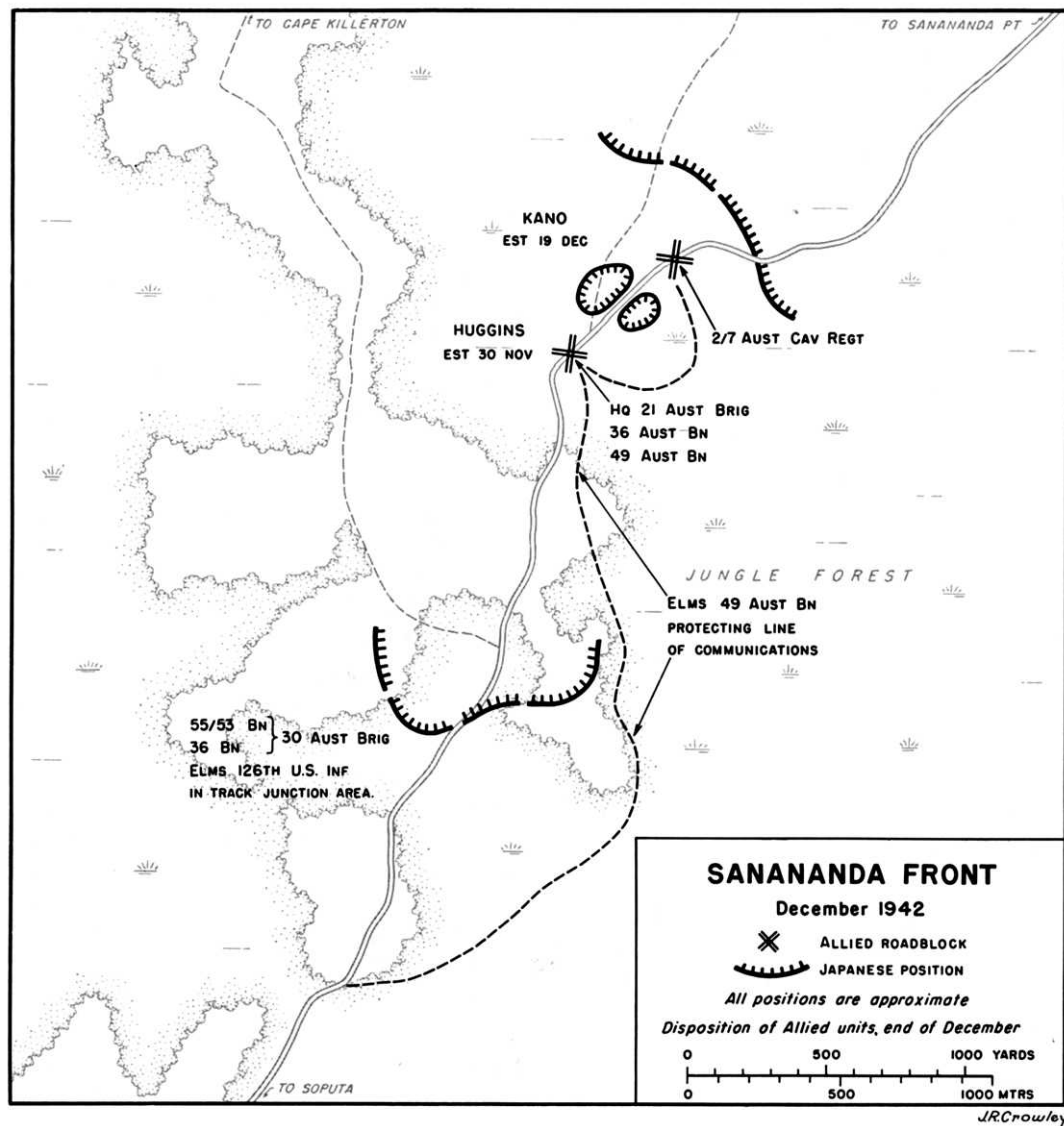 TO CAPE KILLERTON
TO SANANANDA PT
KANO
EST 19 DEC
HUGGINS
EST 30 NOV
2/7 AUST CAV REGT
HQ 21 AUST BRIG
36 AUST BN
49 AUST BN
JUNGLE FOREST
ELMS 49 AUST BN
PROTECTING LINE
OF COMMUNICATIONS
55/53 BN
36 BN
30 AUST BRIG
ELMS 126TH U.S. INF
IN TRACK JUNCTION AREA.
TO SOPUTA
SANANANDA FRONT
December 1942
ALLIED ROADBLOCK
JAPANESE POSITION
All positions are approximate
Disposition of Allied units, end of December
0 500 1000 YARDS
0 500 1000 MTRS
J.R.Crowley